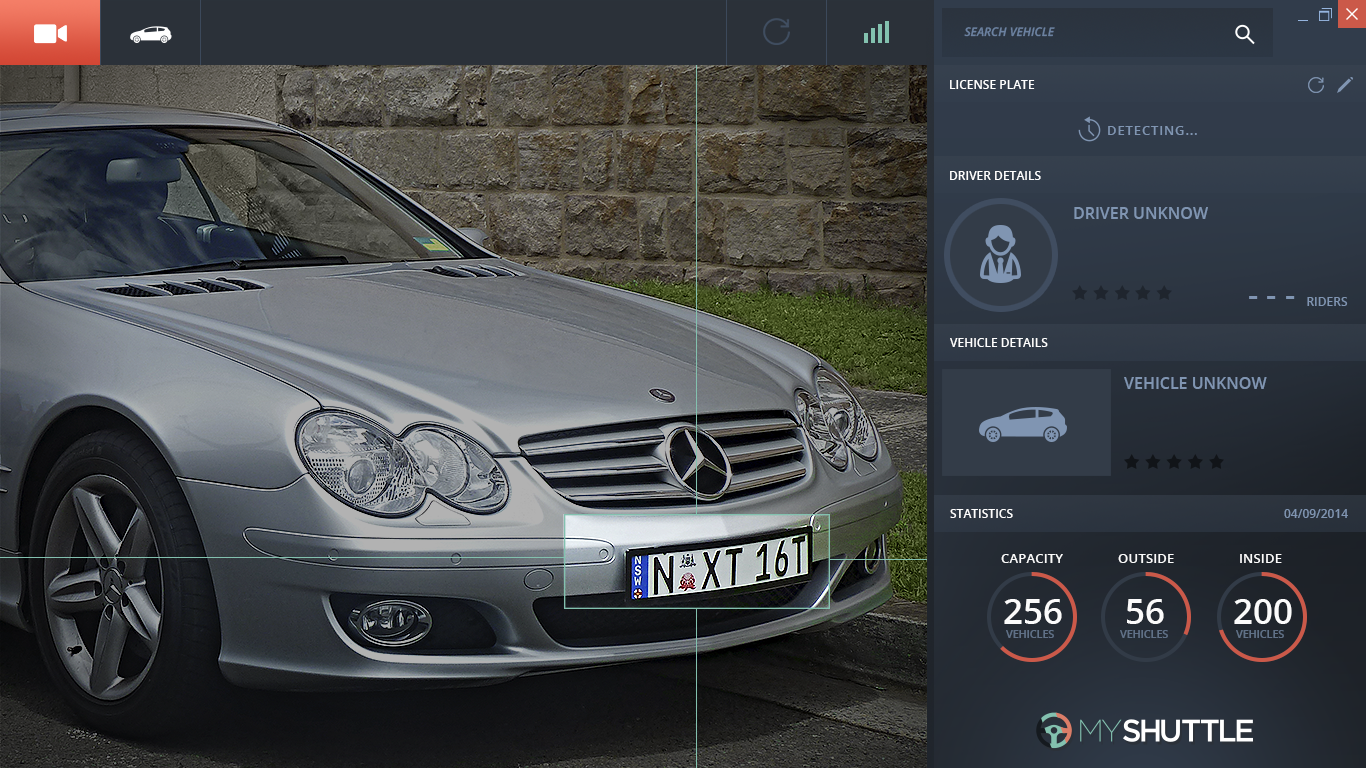 SEARCH VEHICLE
LICENSE PLATE
DETECTING...
DRIVER DETAILS
DRIVER UNKNOW
RIDERS
VEHICLE DETAILS
VEHICLE UNKNOW
NSW
N XT 16T
STATISTICS 04/09/2014
CAPACITY OUTSIDE INSIDE
256 56 200
VEHICLES VEHICLES VEHICLES
MYSHUTTLE